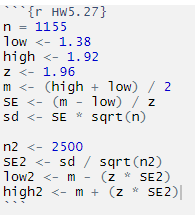 ```{r HW5.27}
n = 1155
low <- 1.38
high <- 1.92
z <- 1.96
m <- (high + low) / 2
SE <- (m - low) / z
sd <- SE * sqrt(n)

n2 <- 2500
SE2 <- sd / sqrt(n2)
low2 <- m - (z * SE2)
high2 <- m + (z * SE2)
```